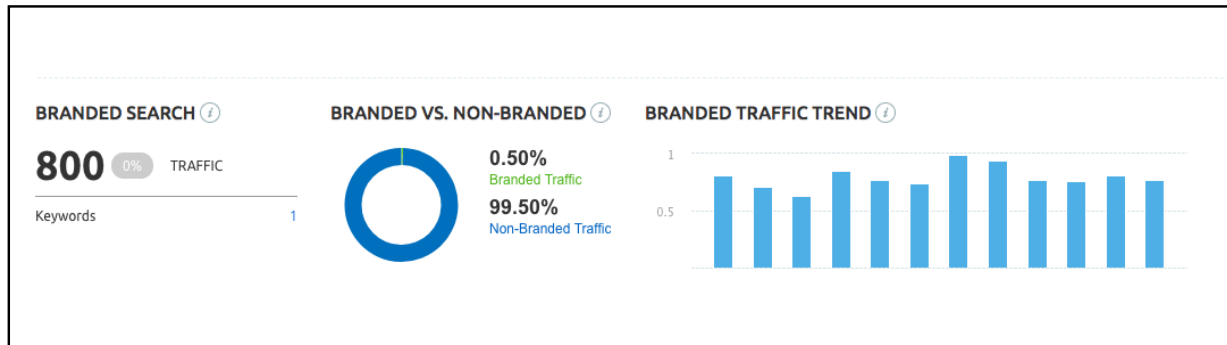 BRANDED SEARCH i
800 0% TRAFFIC
Keywords 1
BRANDED VS. NON-BRANDED i
0.50%
Branded Traffic
99.50%
Non-Branded Traffic
BRANDED TRAFFIC TREND i
1
0.5